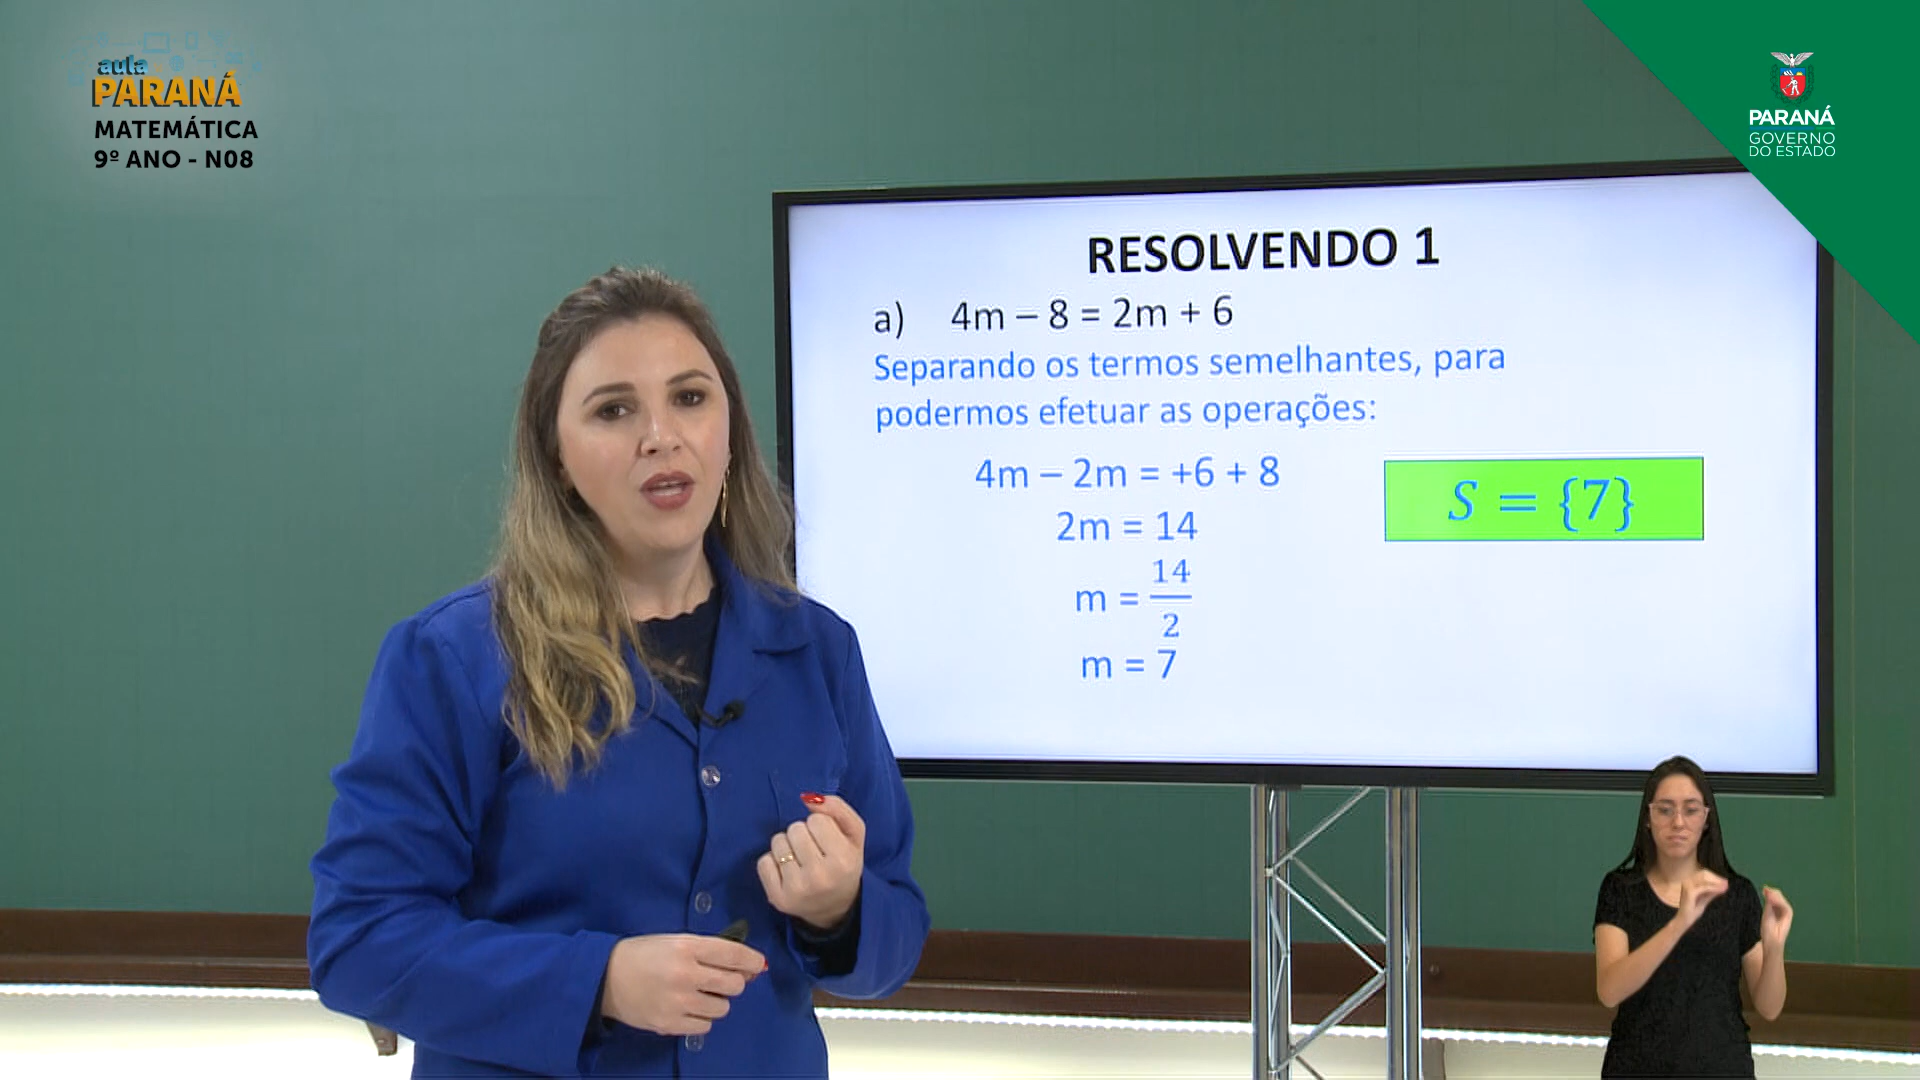 aula
PARANÁ
MATEMÁTICA
9º ANO - N08
PARANÁ
GOVERNO
DO ESTADO
RESOLVENDO 1
a) 4m – 8 = 2m + 6
Separando os termos semelhantes, para
podermos efetuar as operações:
4m – 2m = +6 + 8
2m = 14
m = 14/2
m = 7
S = {7}